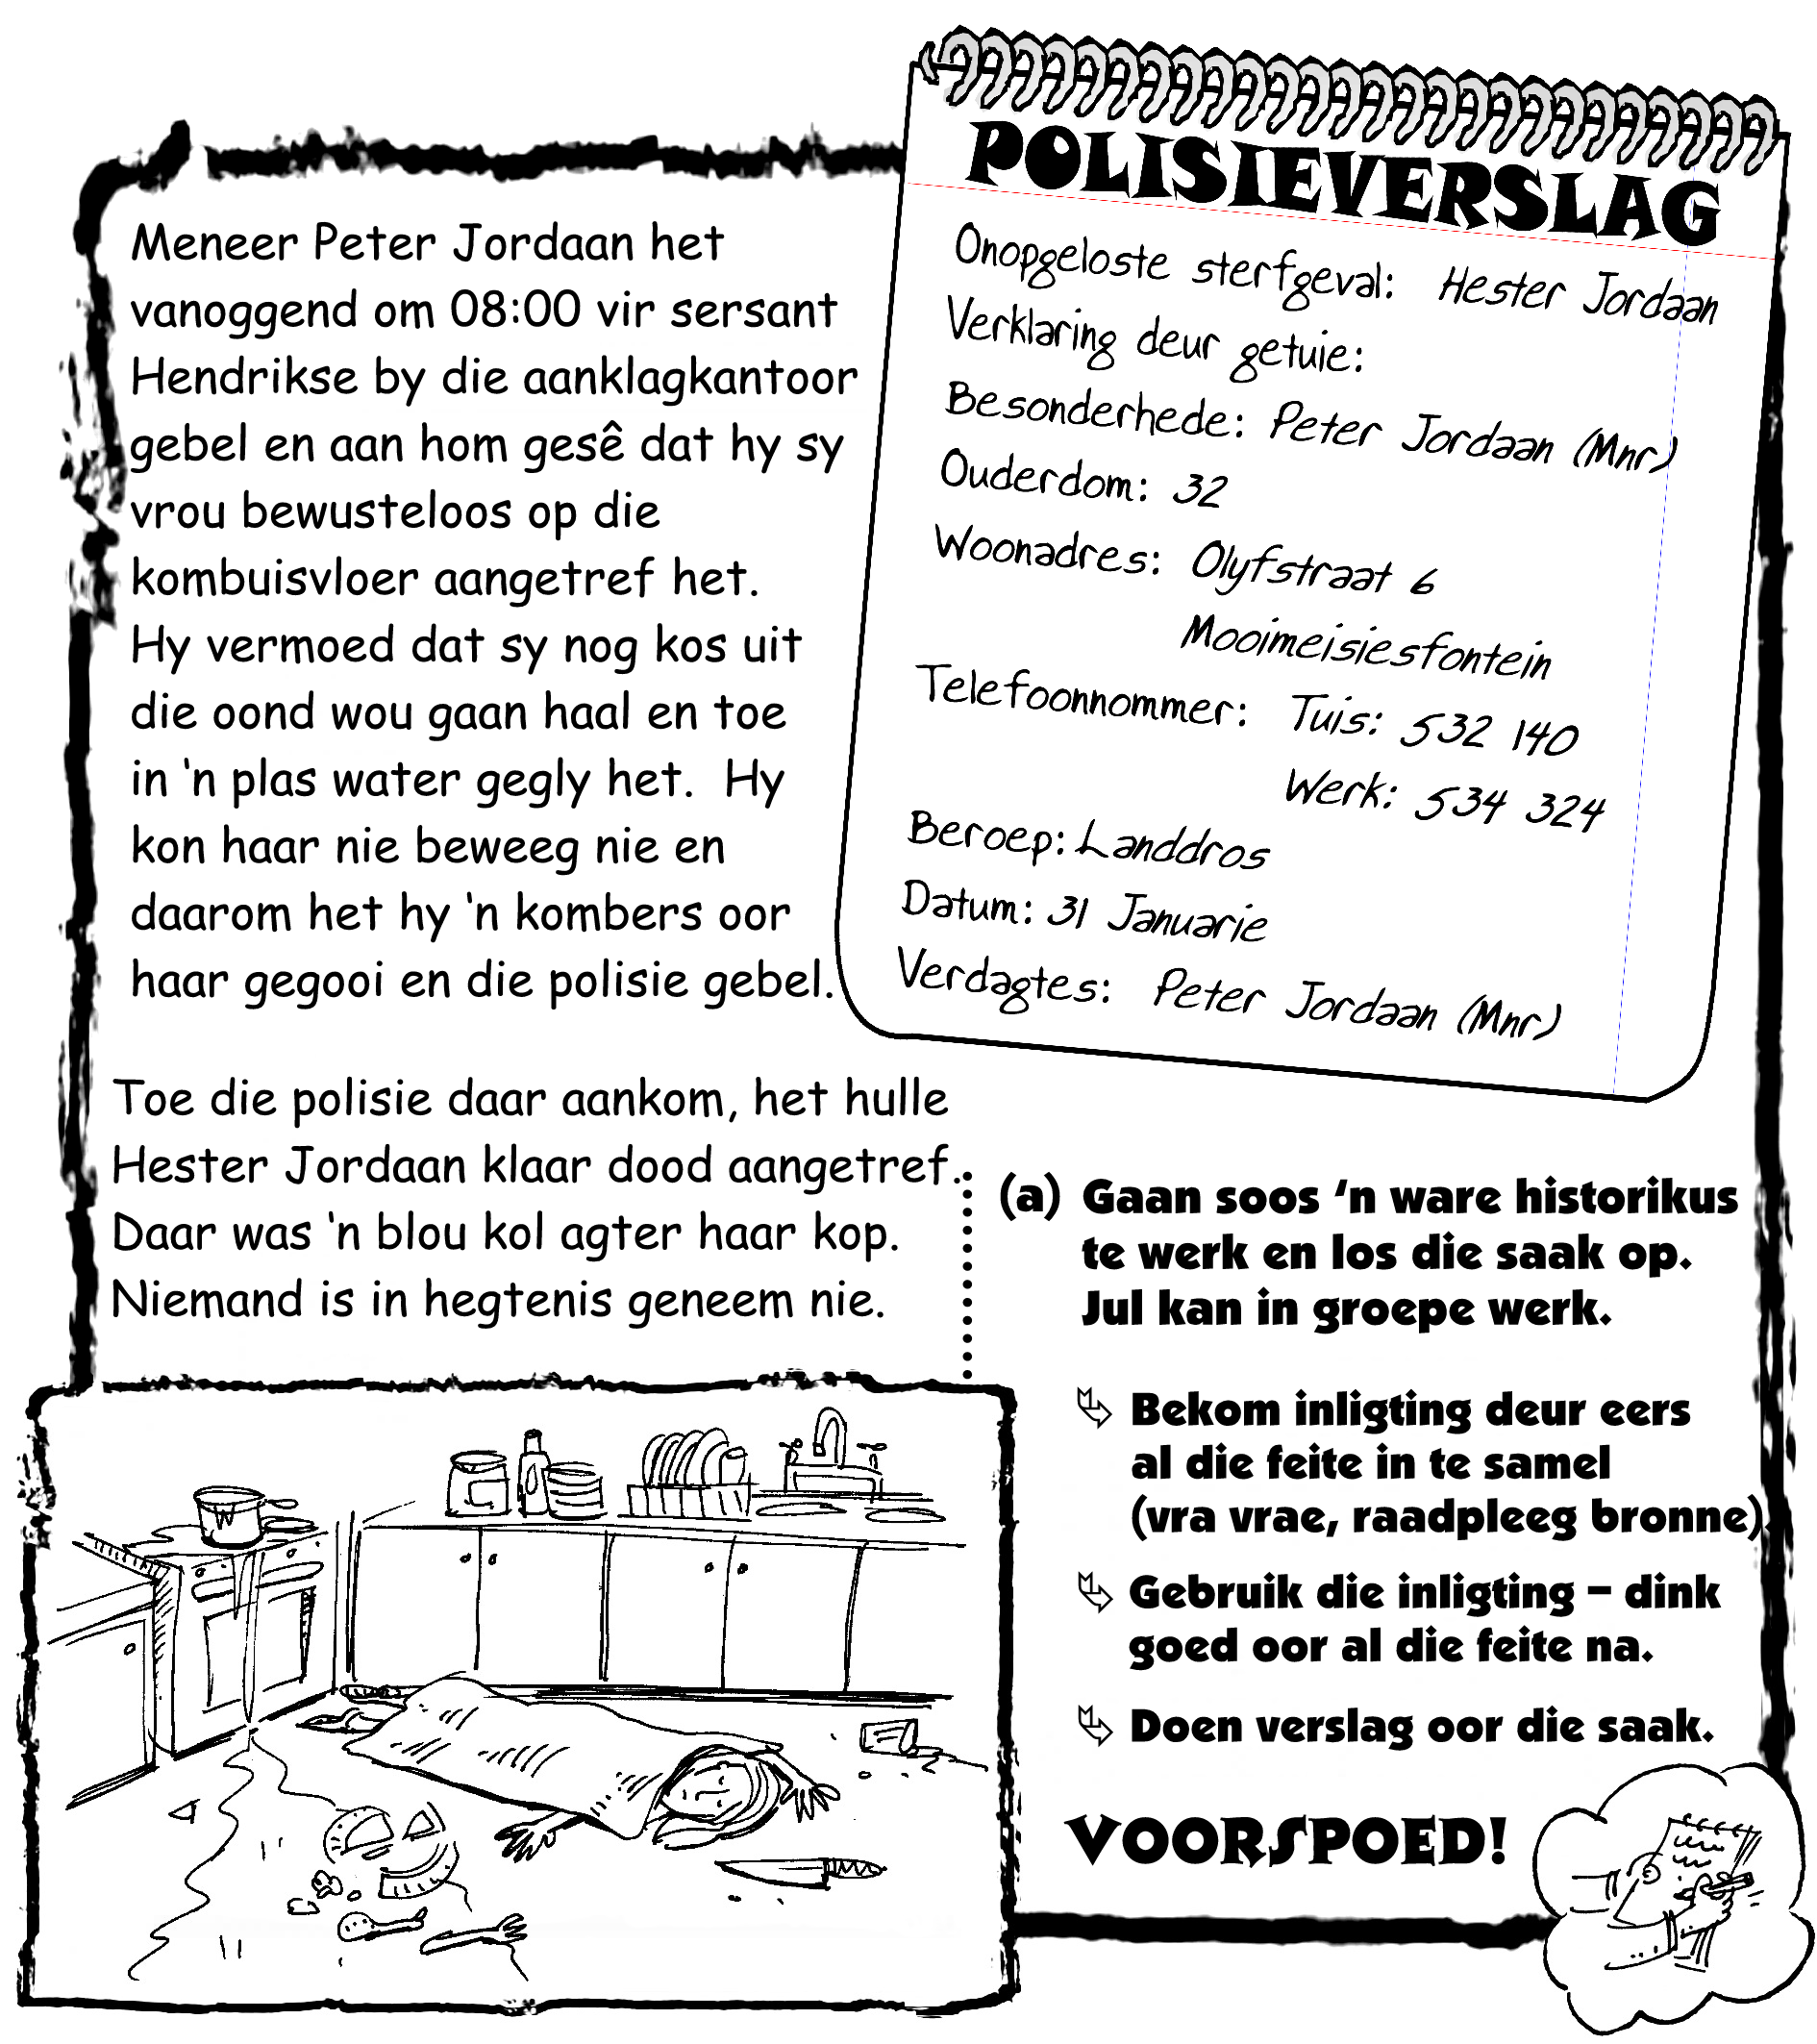 Meneer Peter Jordaan het
vanoggend om 08:00 vir sersant
Hendrikse by die aanklagkantoor
gebel en aan hom gesê dat hy sy
vrou bewusteloos op die
kombuisvloer aangetref het.
Hy vermoed dat sy nog kos uit
die oond wou gaan haal en toe
in 'n plas water gegly het.  Hy
kon haar nie beweeg nie en
daarom het hy 'n kombers oor
haar gegooi en die polisie gebel.
Toe die polisie daar aankom, het hulle
Hester Jordaan klaar dood aangetref.
Daar was 'n blou kol agter haar kop.
Niemand is in hegtenis geneem nie.
POLISIEVERSLAG
Onopgeloste sterfgeval: Hester Jordaan
Verklaring deur getuie:
Besonderhede: Peter Jordaan (Mnr)
Ouderdom: 32
Woonadres: Olyfstraat 6
Mooimeisiesfontein
Telefoonnommer: Tuis: 532 140
Werk: 534 324
Beroep: Landdros
Datum: 31 Januarie
Verdagtes: Peter Jordaan (Mnr)
(a) Gaan soos 'n ware historikus
te werk en los die saak op.
Jul kan in groepe werk.
Bekom inligting deur eers
al die feite in te samel
(vra vrae, raadpleeg bronne).
Gebruik die inligting – dink
goed oor al die feite na.
Doen verslag oor die saak.
VOORSPOED!